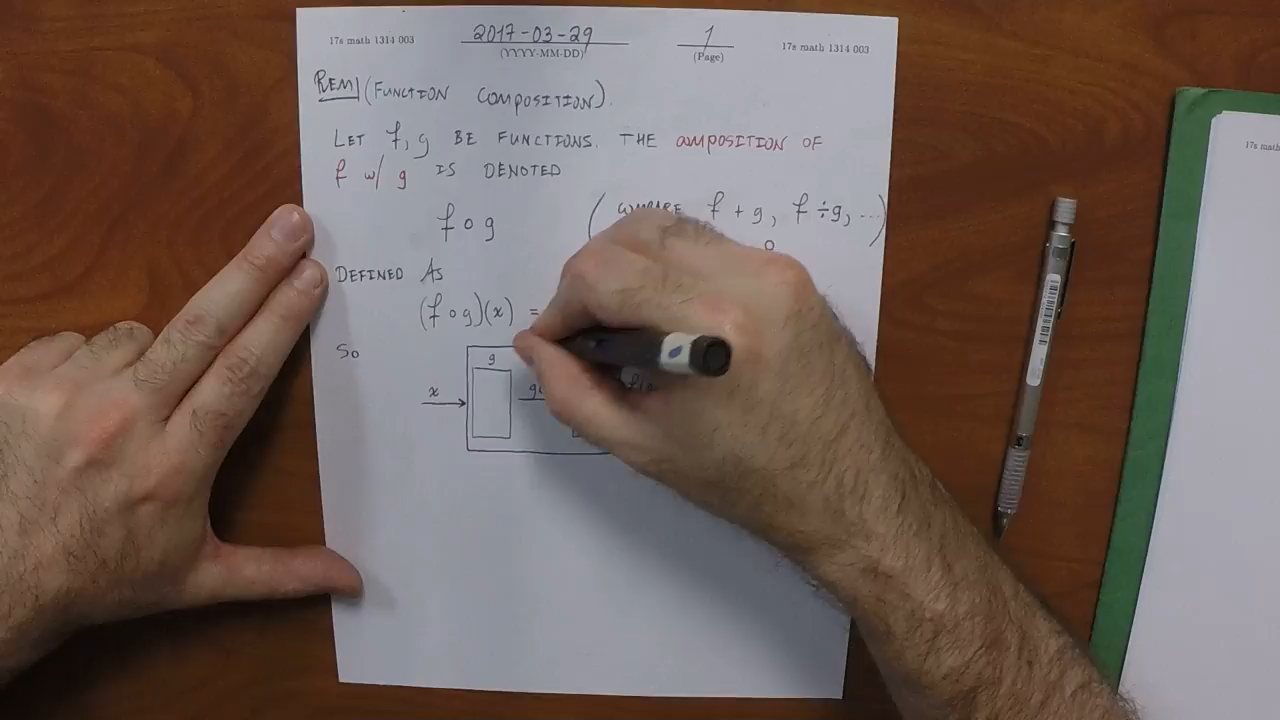 17s math 1314 003 2017-03-29 1 17s math 1314 003
(YYYY-MM-DD) (Page)
REM (FUNCTION COMPOSITION).
LET f, g BE FUNCTIONS. THE COMPOSITION OF
f w/ g IS DENOTED
f ∘ g (COMPARE f + g, f ÷ g, ...)
DEFINED AS
(f ∘ g)(x) =
SO
g
x
17s math